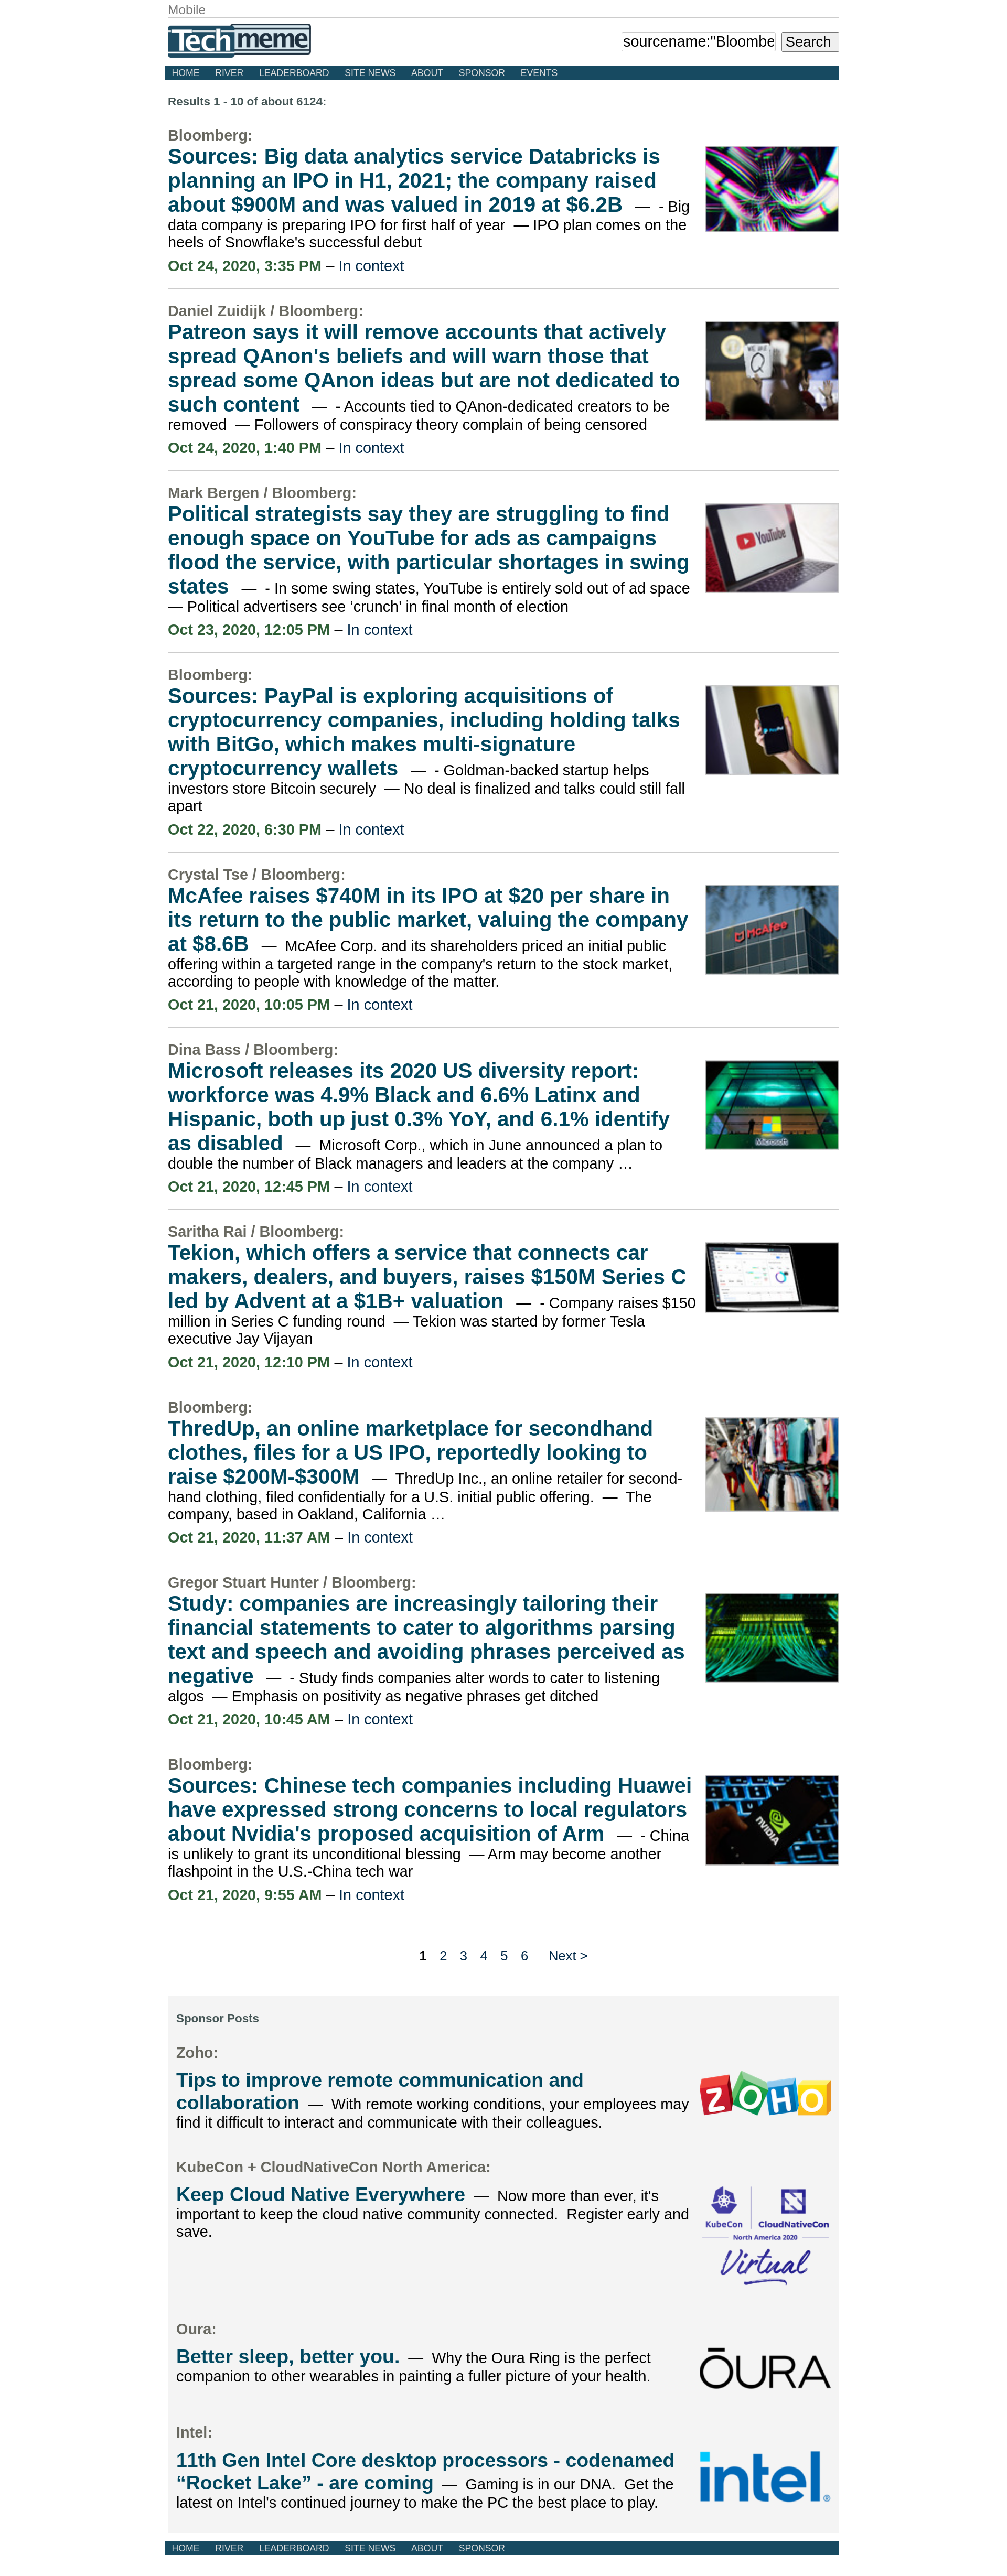 Mobile
Techmeme
sourcename:"Bloombe
Search
HOME RIVER LEADERBOARD SITE NEWS ABOUT SPONSOR EVENTS
Results 1 - 10 of about 6124:
Bloomberg:
Sources: Big data analytics service Databricks is
planning an IPO in H1, 2021; the company raised
about $900M and was valued in 2019 at $6.2B — - Big
data company is preparing IPO for first half of year — IPO plan comes on the
heels of Snowflake's successful debut
Oct 24, 2020, 3:35 PM – In context
Daniel Zuidijk / Bloomberg:
Patreon says it will remove accounts that actively
spread QAnon's beliefs and will warn those that
spread some QAnon ideas but are not dedicated to
such content — - Accounts tied to QAnon-dedicated creators to be
removed — Followers of conspiracy theory complain of being censored
WE ARE
Q
Oct 24, 2020, 1:40 PM – In context
Mark Bergen / Bloomberg:
Political strategists say they are struggling to find
enough space on YouTube for ads as campaigns
flood the service, with particular shortages in swing
states — - In some swing states, YouTube is entirely sold out of ad space
— Political advertisers see ‘crunch’ in final month of election
YouTube
Oct 23, 2020, 12:05 PM – In context
Bloomberg:
Sources: PayPal is exploring acquisitions of
cryptocurrency companies, including holding talks
with BitGo, which makes multi-signature
cryptocurrency wallets — - Goldman-backed startup helps
investors store Bitcoin securely — No deal is finalized and talks could still fall
apart
PayPal
Oct 22, 2020, 6:30 PM – In context
Crystal Tse / Bloomberg:
McAfee raises $740M in its IPO at $20 per share in
its return to the public market, valuing the company
at $8.6B — McAfee Corp. and its shareholders priced an initial public
offering within a targeted range in the company's return to the stock market,
according to people with knowledge of the matter.
McAfee
Oct 21, 2020, 10:05 PM – In context
Dina Bass / Bloomberg:
Microsoft releases its 2020 US diversity report:
workforce was 4.9% Black and 6.6% Latinx and
Hispanic, both up just 0.3% YoY, and 6.1% identify
as disabled — Microsoft Corp., which in June announced a plan to
double the number of Black managers and leaders at the company …
Microsoft
Oct 21, 2020, 12:45 PM – In context
Saritha Rai / Bloomberg:
Tekion, which offers a service that connects car
makers, dealers, and buyers, raises $150M Series C
led by Advent at a $1B+ valuation — - Company raises $150
million in Series C funding round — Tekion was started by former Tesla
executive Jay Vijayan
Oct 21, 2020, 12:10 PM – In context
Bloomberg:
ThredUp, an online marketplace for secondhand
clothes, files for a US IPO, reportedly looking to
raise $200M-$300M — ThredUp Inc., an online retailer for second-
hand clothing, filed confidentially for a U.S. initial public offering. — The
company, based in Oakland, California …
Oct 21, 2020, 11:37 AM – In context
Gregor Stuart Hunter / Bloomberg:
Study: companies are increasingly tailoring their
financial statements to cater to algorithms parsing
text and speech and avoiding phrases perceived as
negative — - Study finds companies alter words to cater to listening
algos — Emphasis on positivity as negative phrases get ditched
Oct 21, 2020, 10:45 AM – In context
Bloomberg:
Sources: Chinese tech companies including Huawei
have expressed strong concerns to local regulators
about Nvidia's proposed acquisition of Arm — - China
is unlikely to grant its unconditional blessing — Arm may become another
flashpoint in the U.S.-China tech war
NVIDIA
Oct 21, 2020, 9:55 AM – In context
1 2 3 4 5 6 Next >
Sponsor Posts
Zoho:
Tips to improve remote communication and
collaboration — With remote working conditions, your employees may
find it difficult to interact and communicate with their colleagues.
ZOHO
KubeCon + CloudNativeCon North America:
Keep Cloud Native Everywhere — Now more than ever, it's
important to keep the cloud native community connected. Register early and
save.
KubeCon CloudNativeCon
North America 2020
Virtual
Oura:
Better sleep, better you. — Why the Oura Ring is the perfect
companion to other wearables in painting a fuller picture of your health.
ŌURA
Intel:
11th Gen Intel Core desktop processors - codenamed
“Rocket Lake” - are coming — Gaming is in our DNA. Get the
latest on Intel's continued journey to make the PC the best place to play.
intel®
HOME RIVER LEADERBOARD SITE NEWS ABOUT SPONSOR